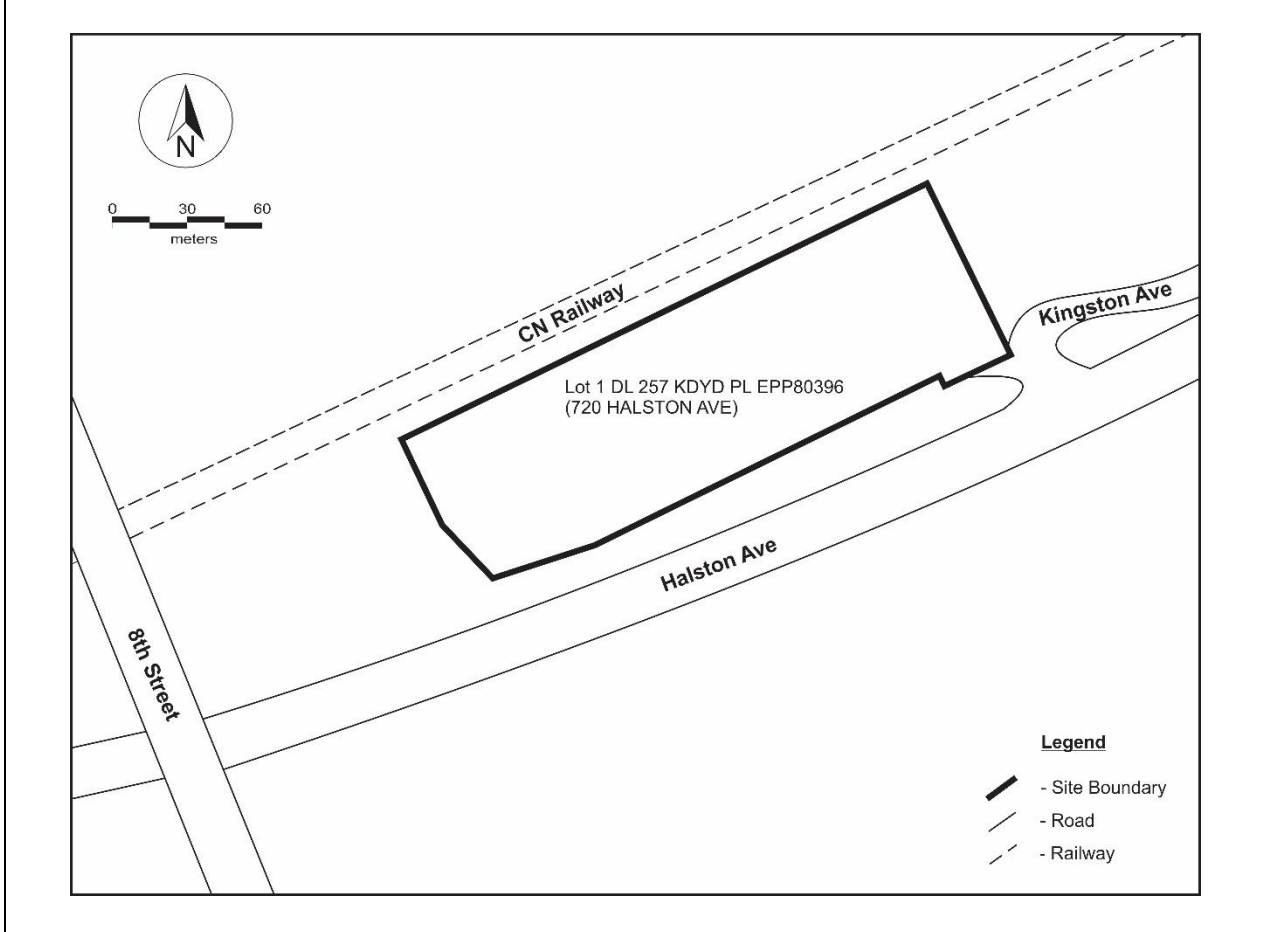 N
0 30 60
meters
CN Railway
Kingston Ave
Lot 1 DL 257 KDYD PL EPP80396
(720 HALSTON AVE)
Halston Ave
8th Street
Legend
- Site Boundary
- Road
- Railway